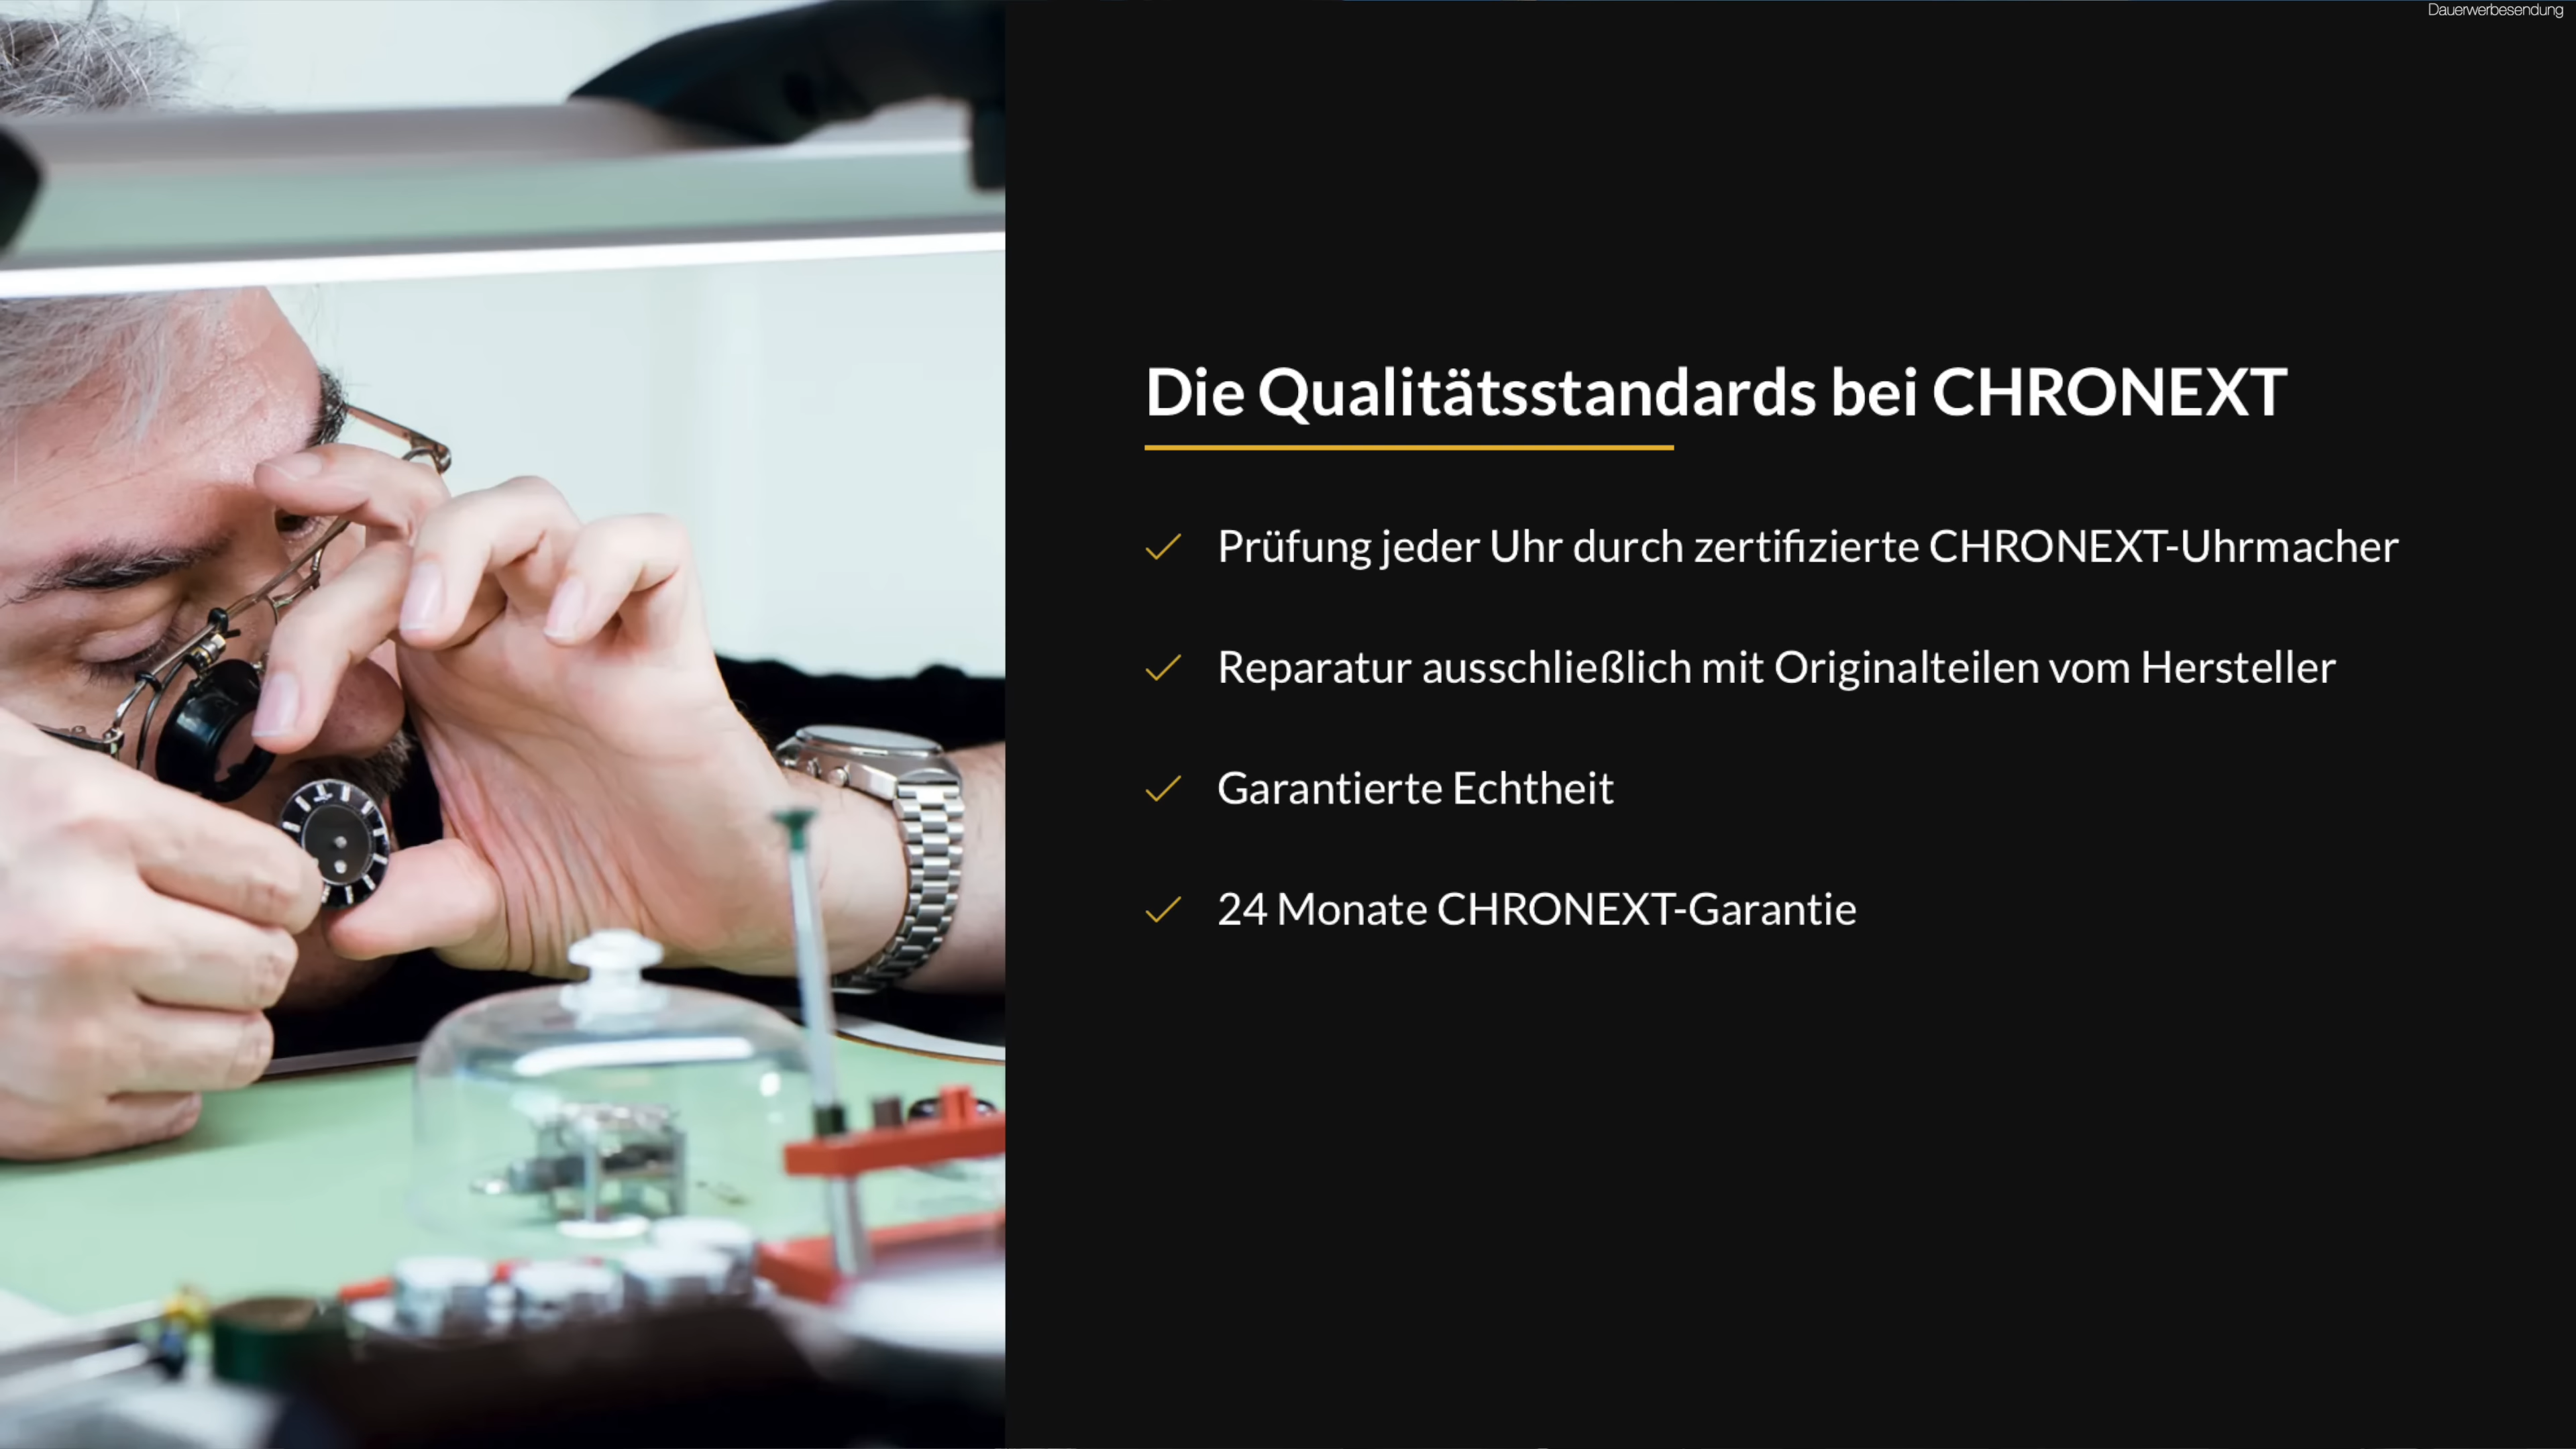 Dauerwerbesendung
Die Qualitätsstandards bei CHRONEXT
Prüfung jeder Uhr durch zertifizierte CHRONEXT-Uhrmacher
Reparatur ausschließlich mit Originalteilen vom Hersteller
Garantierte Echtheit
24 Monate CHRONEXT-Garantie